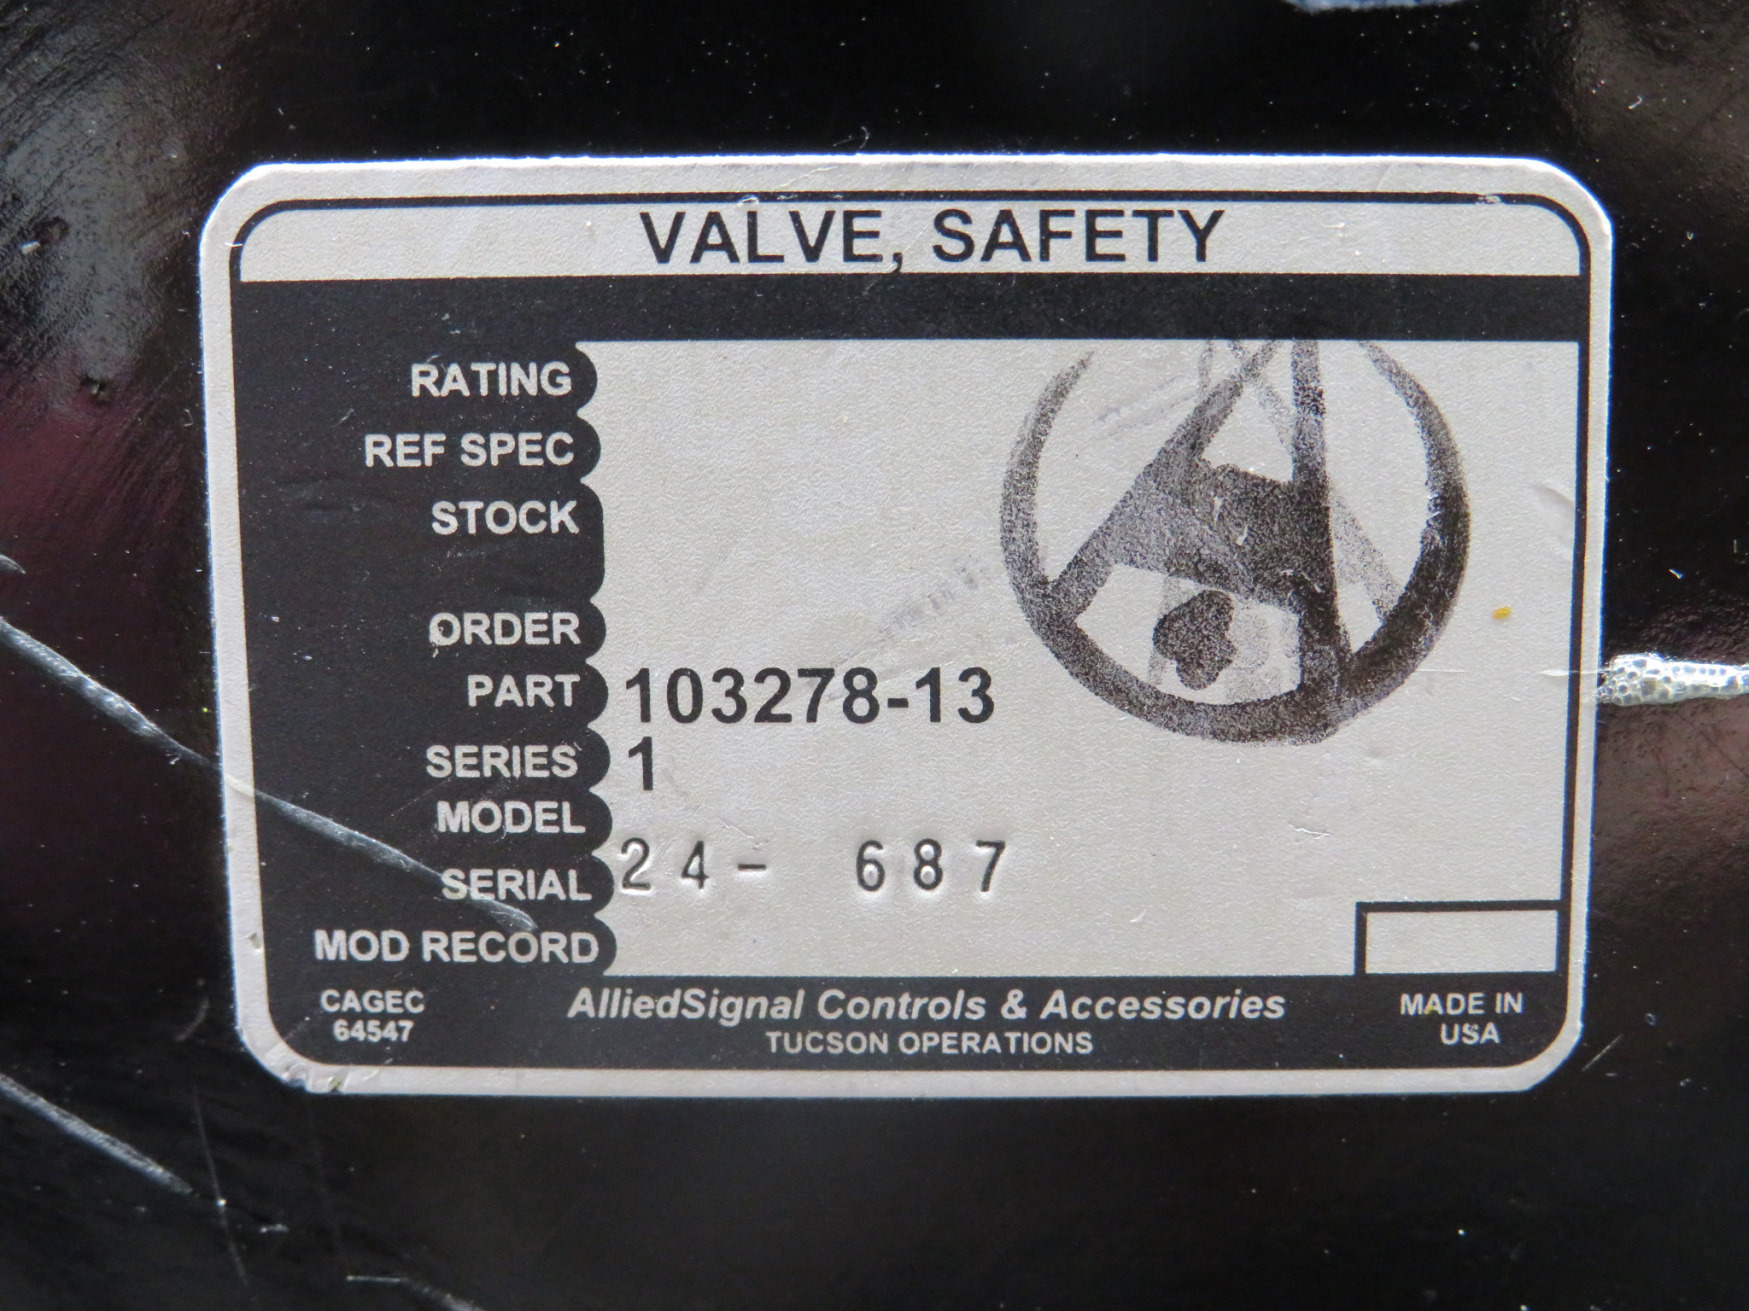 VALVE, SAFETY
RATING
REF SPEC
STOCK
ORDER
PART 103278-13
SERIES 1
MODEL
SERIAL 24- 687
MOD RECORD
CAGEC
64547
AlliedSignal Controls & Accessories
TUCSON OPERATIONS
MADE IN
USA